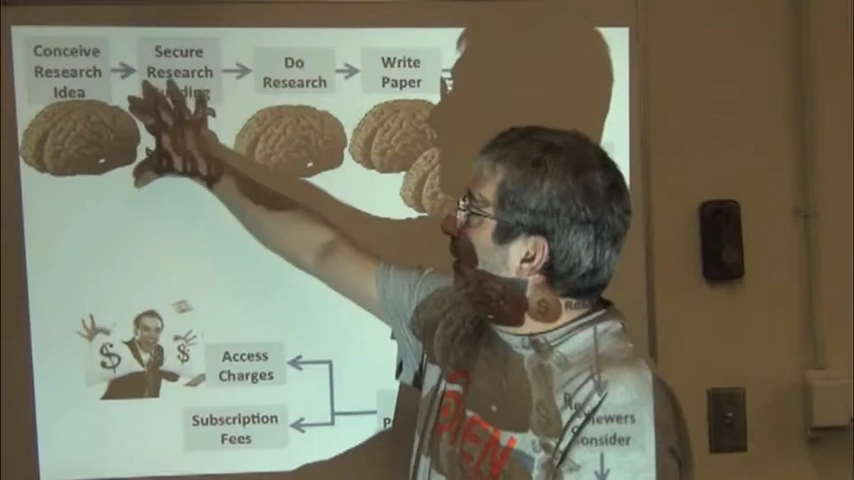 Conceive
Research
Idea
Secure
Research
Do
Research
Write
Paper
$
$
$
Reviewers
Consider
Access
Charges
Subscription
Fees